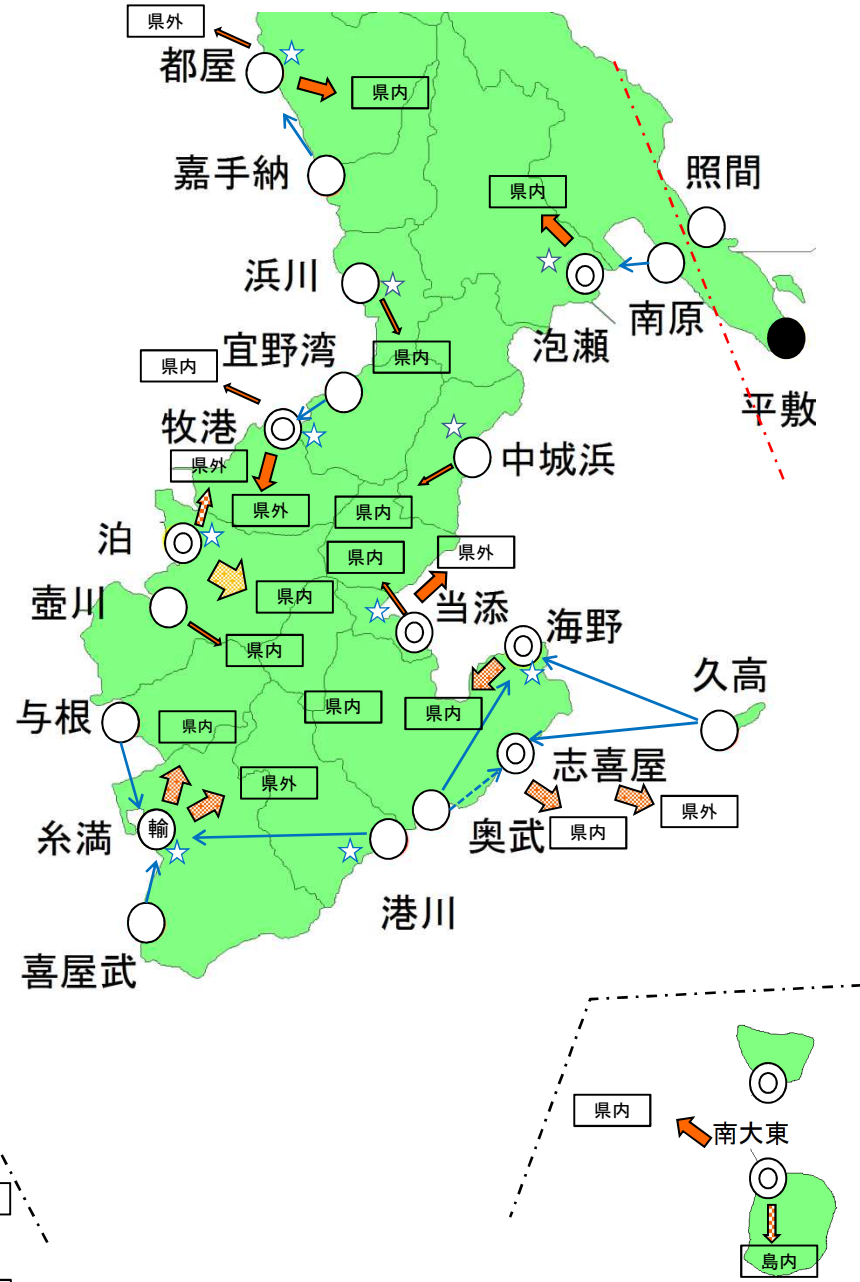 県外
都屋
県内
嘉手納
照間
県内
浜川
南原
泡瀬
宜野湾
県内
県内
平敷
牧港
中城浜
県外
県外
県内
泊
県内
県外
壺川
県内
当添
海野
県内
久高
与根
県内
県内
県内
志喜屋
県外
県外
糸満
輸
奥武
県内
港川
喜屋武
県内
南大東
島内